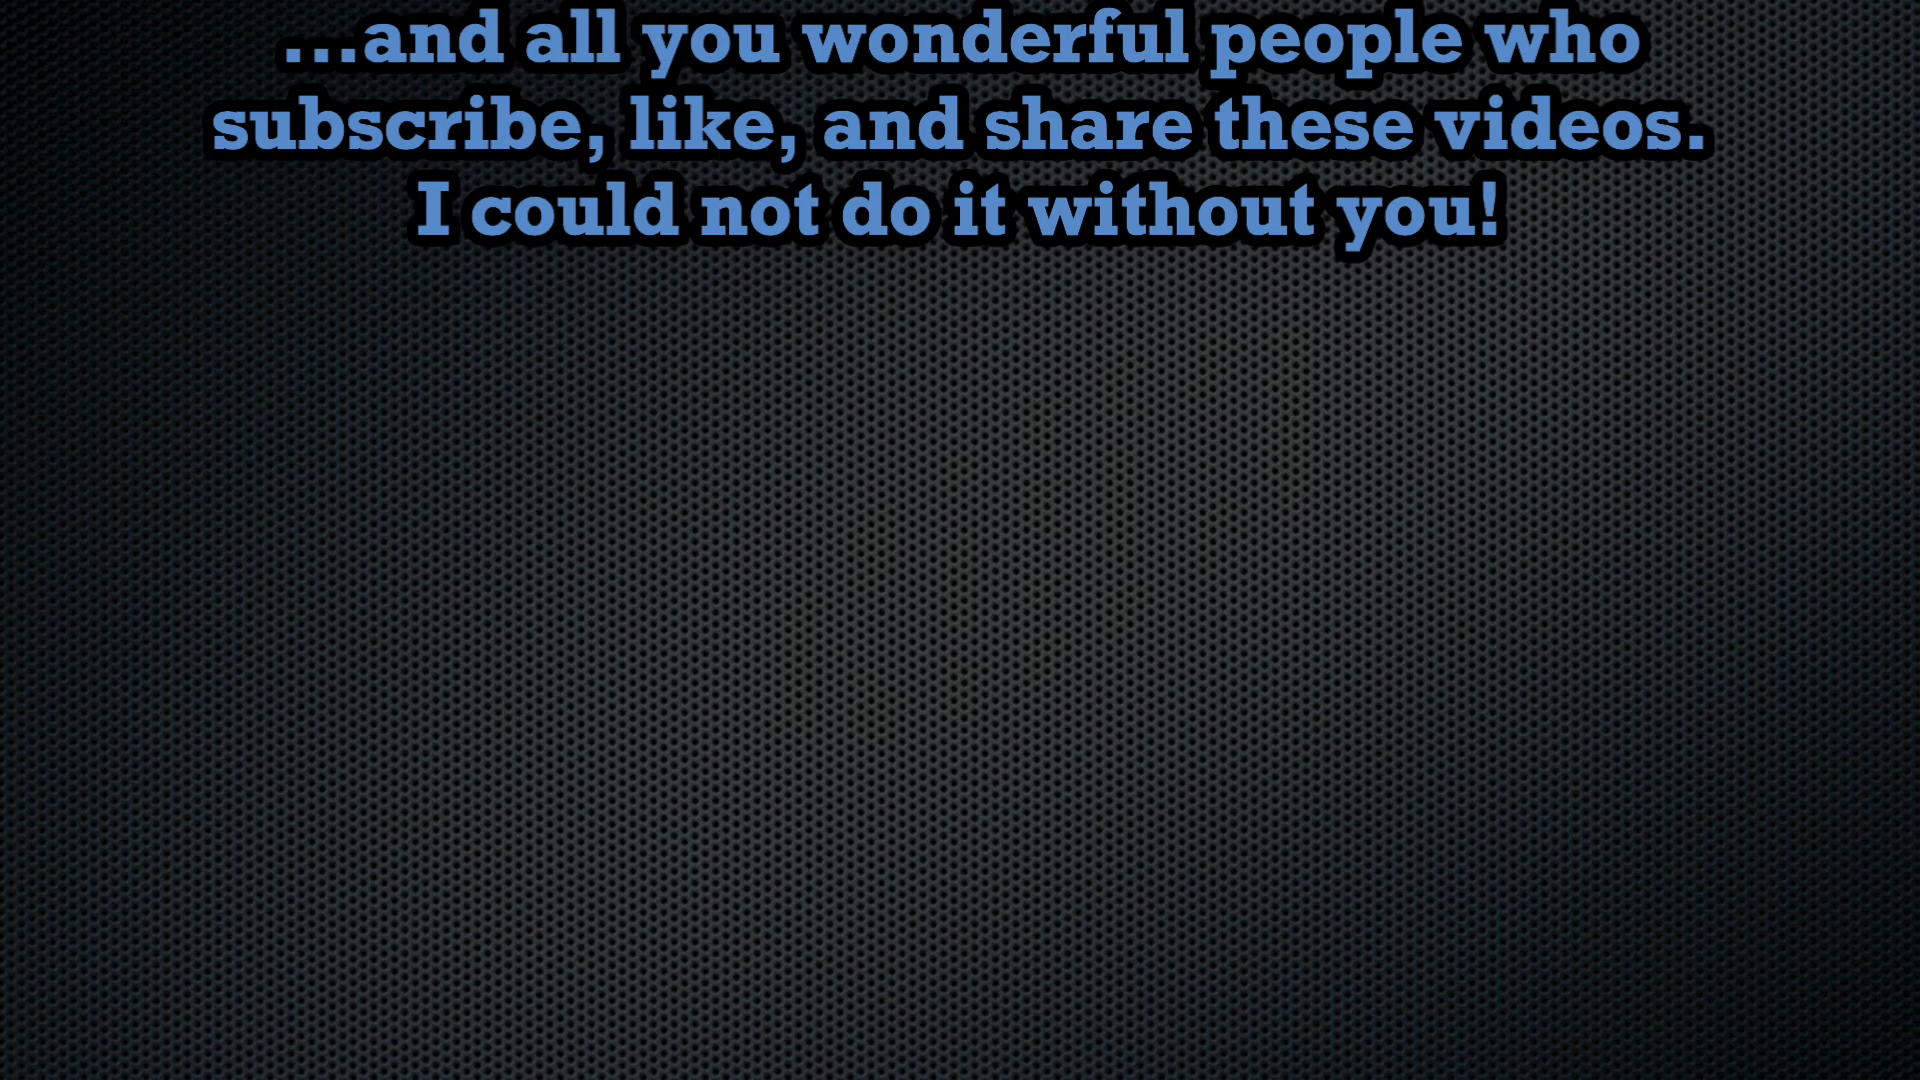 ...and all you wonderful people who
subscribe, like, and share these videos.
I could not do it without you!